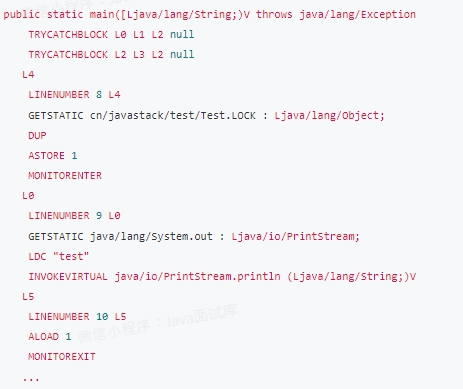 public static main([Ljava/lang/String;)V throws java/lang/Exception
TRYCATCHBLOCK L0 L1 L2 null
TRYCATCHBLOCK L2 L3 L2 null
L4
LINENUMBER 8 L4
GETSTATIC cn/javastack/test/Test.LOCK : Ljava/lang/Object;
DUP
ASTORE 1
MONITORENTER
L0
LINENUMBER 9 L0
GETSTATIC java/lang/System.out : Ljava/io/PrintStream;
LDC "test"
INVOKEVIRTUAL java/io/PrintStream.println (Ljava/lang/String;)V
L5
LINENUMBER 10 L5
ALOAD 1
微信小程序：Java面试库
MONITOREXIT
...